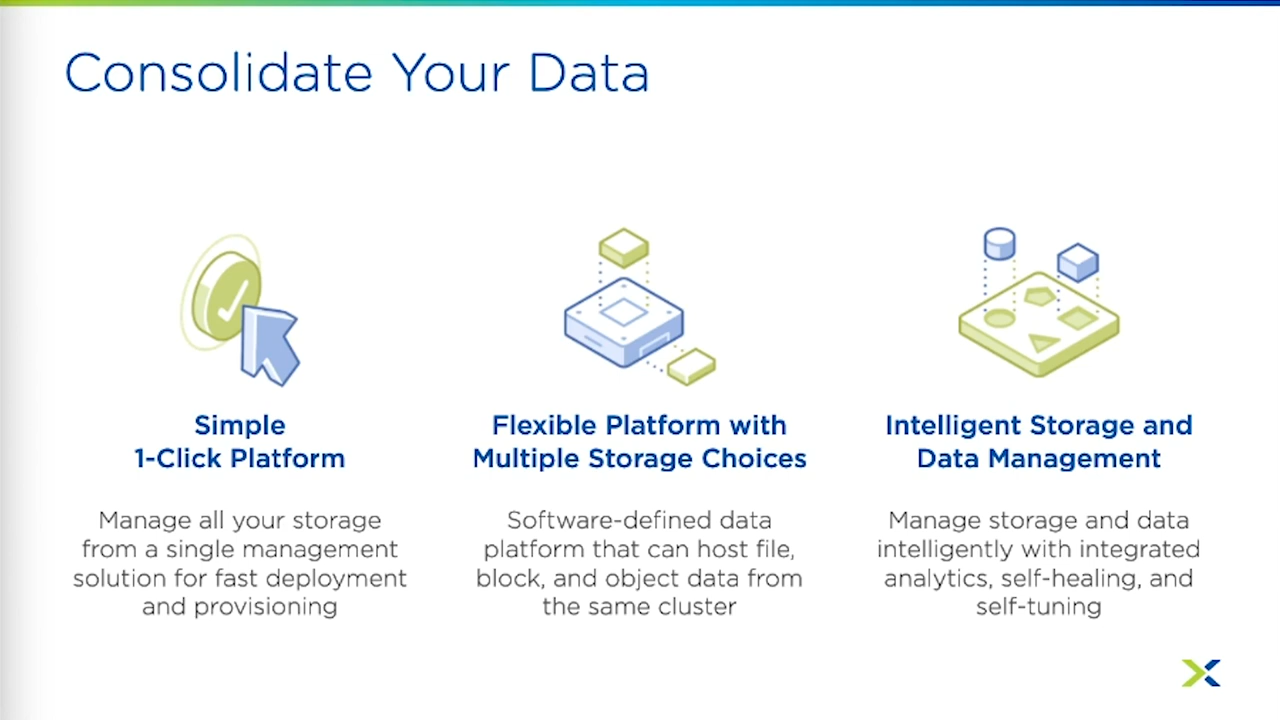 Consolidate Your Data
Simple
1-Click Platform
Manage all your storage
from a single management
solution for fast deployment
and provisioning
Flexible Platform with
Multiple Storage Choices
Software-defined data
platform that can host file,
block, and object data from
the same cluster
Intelligent Storage and
Data Management
Manage storage and data
intelligently with integrated
analytics, self-healing, and
self-tuning